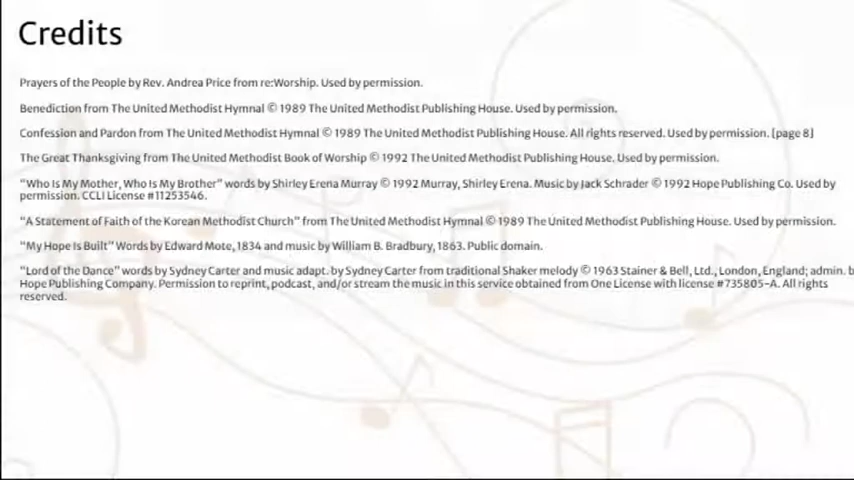 Credits
Prayers of the People by Rev. Andrea Price from re:Worship. Used by permission.
Benediction from The United Methodist Hymnal © 1989 The United Methodist Publishing House. Used by permission.
Confession and Pardon from The United Methodist Hymnal © 1989 The United Methodist Publishing House. All rights reserved. Used by permission. [page 8]
The Great Thanksgiving from The United Methodist Book of Worship © 1992 The United Methodist Publishing House. Used by permission.
"Who Is My Mother, Who Is My Brother" words by Shirley Erena Murray © 1992 Murray, Shirley Erena. Music by Jack Schrader © 1992 Hope Publishing Co. Used by
permission. CCLI License #11253546.
"A Statement of Faith of the Korean Methodist Church" from The United Methodist Hymnal © 1989 The United Methodist Publishing House. Used by permission.
"My Hope Is Built" Words by Edward Mote, 1834 and music by William B. Bradbury, 1863. Public domain.
"Lord of the Dance" words by Sydney Carter and music adapt. by Sydney Carter from traditional Shaker melody © 1963 Stainer & Bell, Ltd., London, England; admin. b
Hope Publishing Company. Permission to reprint, podcast, and/or stream the music in this service obtained from One License with license #735805-A. All rights
reserved.